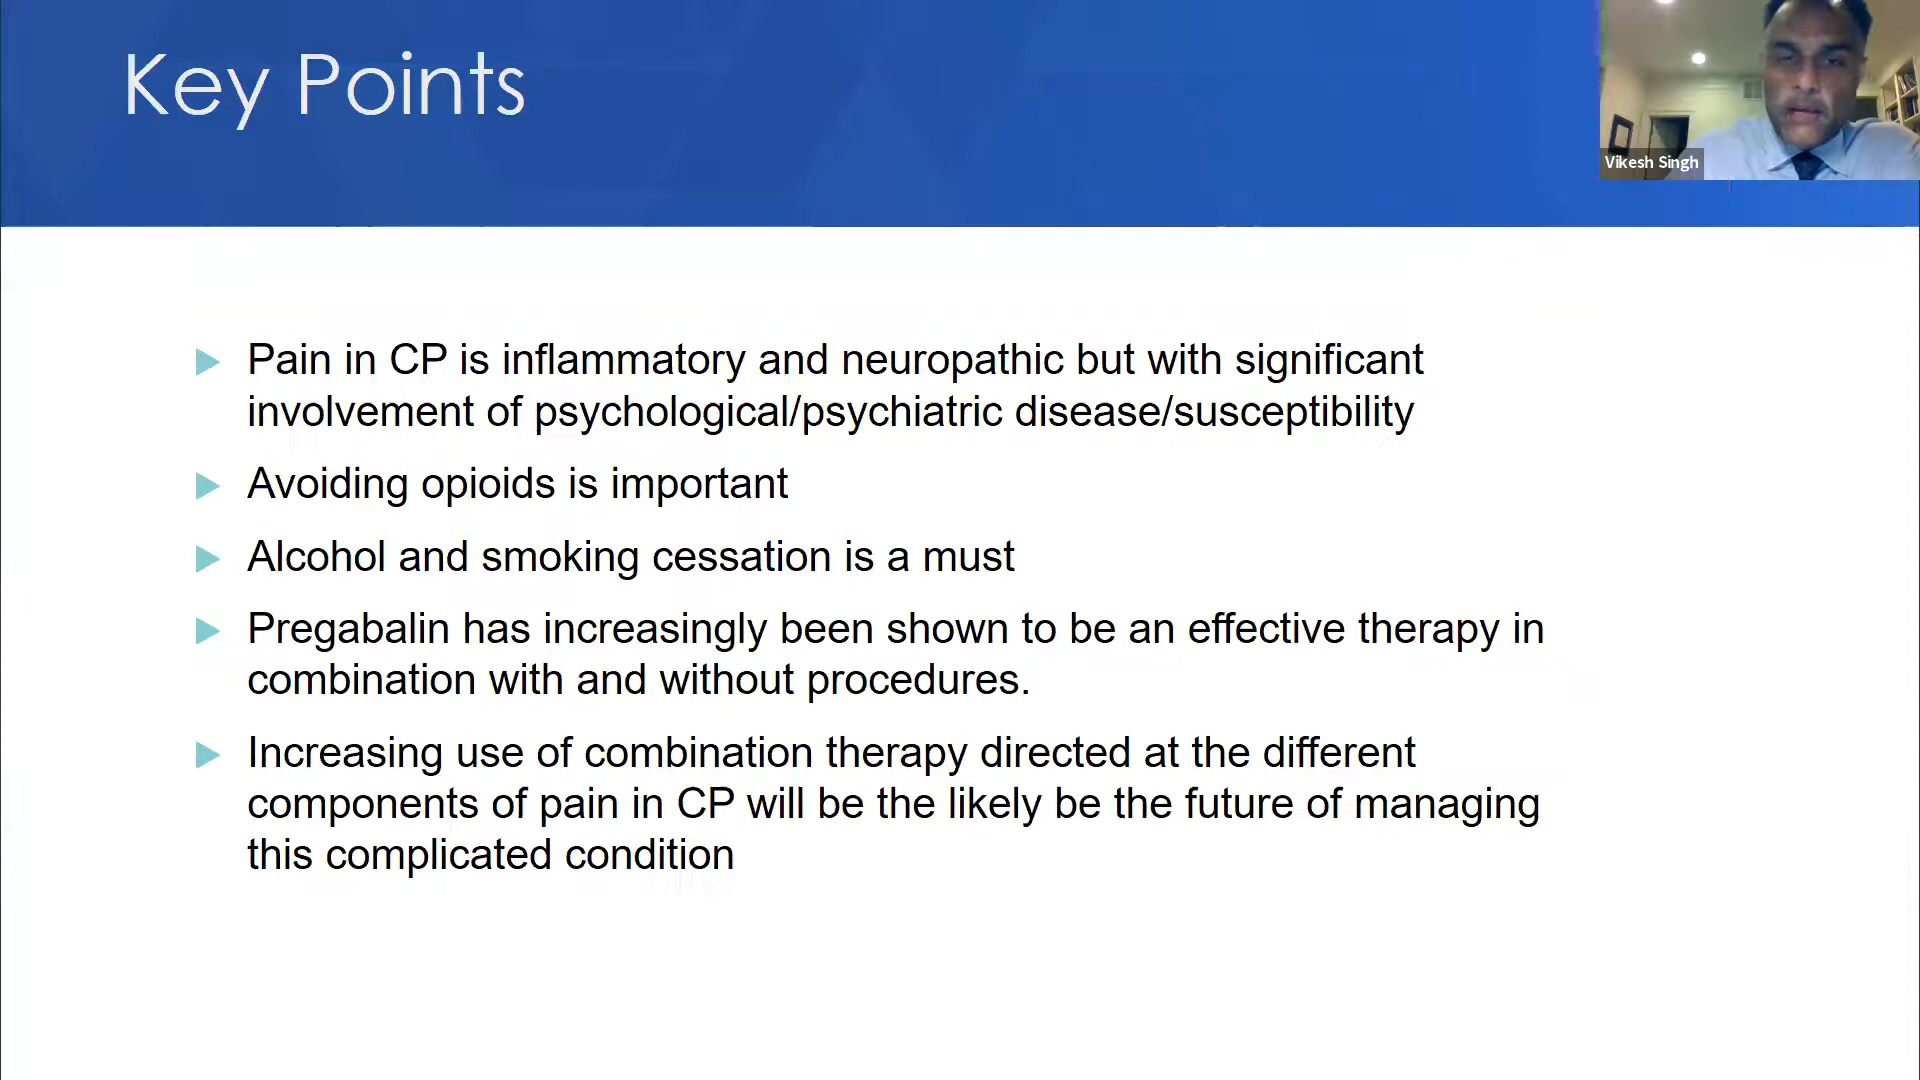 Key Points
Vikesh Singh
Pain in CP is inflammatory and neuropathic but with significant
involvement of psychological/psychiatric disease/susceptibility
Avoiding opioids is important
Alcohol and smoking cessation is a must
Pregabalin has increasingly been shown to be an effective therapy in
combination with and without procedures.
Increasing use of combination therapy directed at the different
components of pain in CP will be the likely be the future of managing
this complicated condition